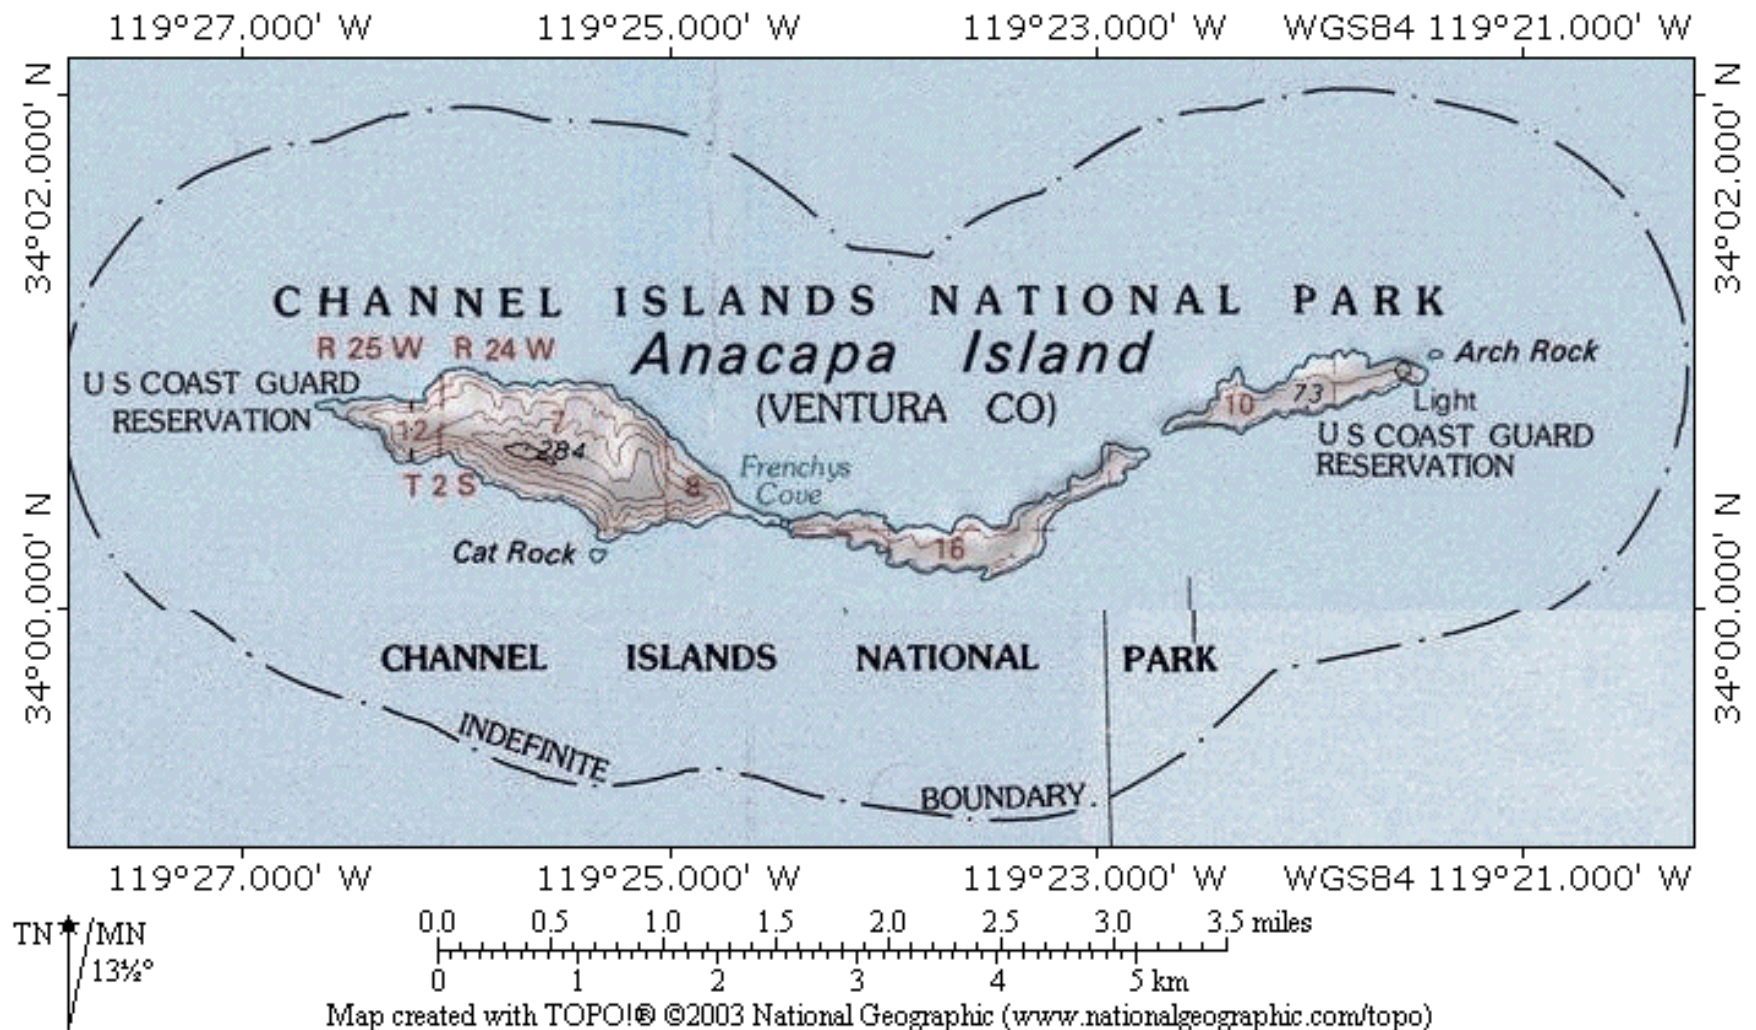 119°27.000' W 119°25.000' W 119°23.000' W WGS84 119°21.000' W
34°02.000' N
34°02.000' N
CHANNEL ISLANDS NATIONAL PARK
R 25 W R 24 W
Anacapa Island
(VENTURA CO)
Arch Rock
U S COAST GUARD
RESERVATION
12
7
284
10
73
Light
U S COAST GUARD
RESERVATION
T 2 S
8
Frenchys
Cove
Cat Rock
16
34°00.000' N
34°00.000' N
CHANNEL ISLANDS NATIONAL PARK
INDEFINITE
BOUNDARY
119°27.000' W 119°25.000' W 119°23.000' W WGS84 119°21.000' W
TN MN
13½°
0.0 0.5 1.0 1.5 2.0 2.5 3.0 3.5 miles
0 1 2 3 4 5 km
Map created with TOPO!® ©2003 National Geographic (www.nationalgeographic.com/topo)